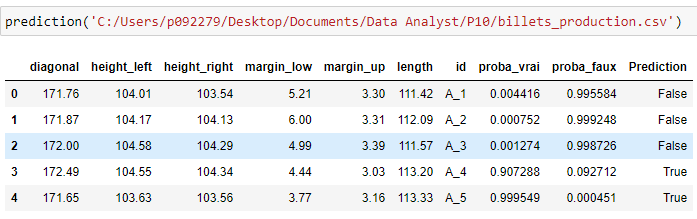 prediction('C:/Users/p092279/Desktop/Documents/Data Analyst/P10/billets_production.csv')
diagonal height_left height_right margin_low margin_up length id proba_vrai proba_faux Prediction
0 171.76 104.01 103.54 5.21 3.30 111.42 A_1 0.004416 0.995584 False
1 171.87 104.17 104.13 6.00 3.31 112.09 A_2 0.000752 0.999248 False
2 172.00 104.58 104.29 4.99 3.39 111.57 A_3 0.001274 0.998726 False
3 172.49 104.55 104.34 4.44 3.03 113.20 A_4 0.907288 0.092712 True
4 171.65 103.63 103.56 3.77 3.16 113.33 A_5 0.999549 0.000451 True